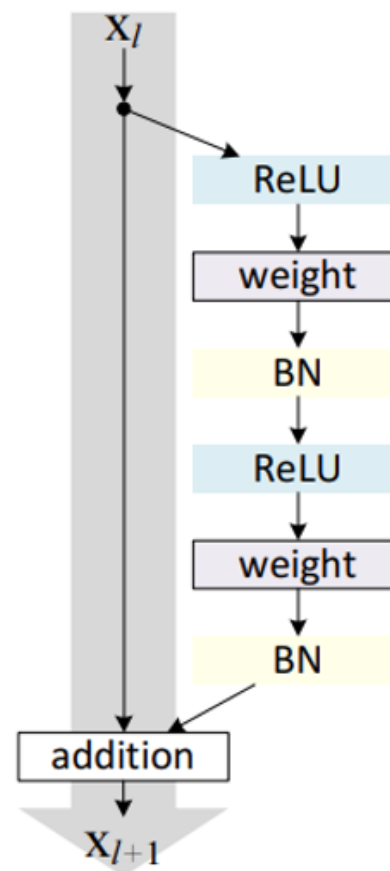 x_l
ReLU
weight
BN
ReLU
weight
BN
addition
x_{l+1}